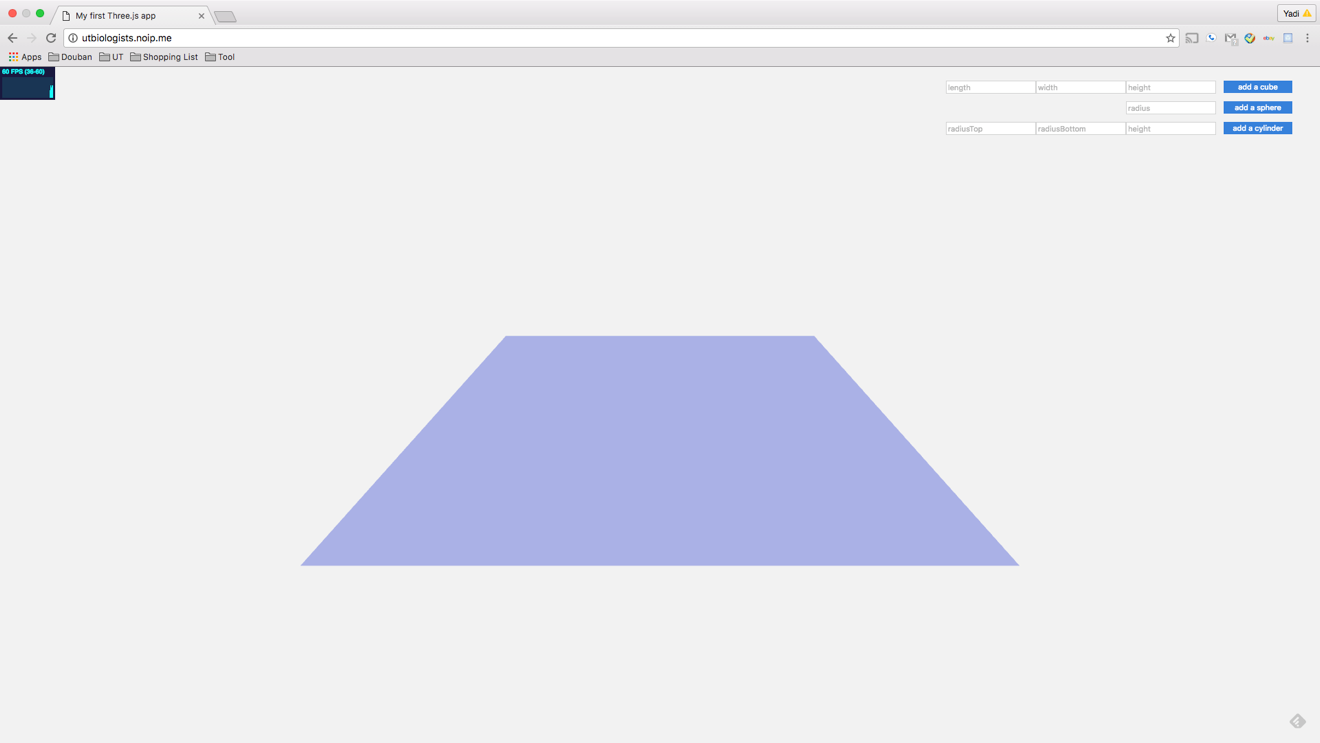 My first Three.js app
Yadi
utbiologists.noip.me
Apps Douban UT Shopping List Tool
60 FPS (36-60)
length width height add a cube
radius add a sphere
radiusTop radiusBottom height add a cylinder